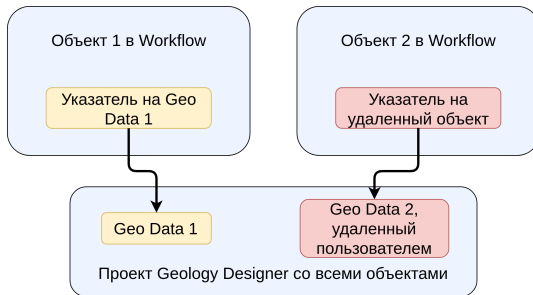 Объект 1 в Workflow
Объект 2 в Workflow
Указатель на Geo
Data 1
Указатель на
удаленный объект
Geo Data 1
Geo Data 2,
удаленный
пользователем
Проект Geology Designer со всеми объектами